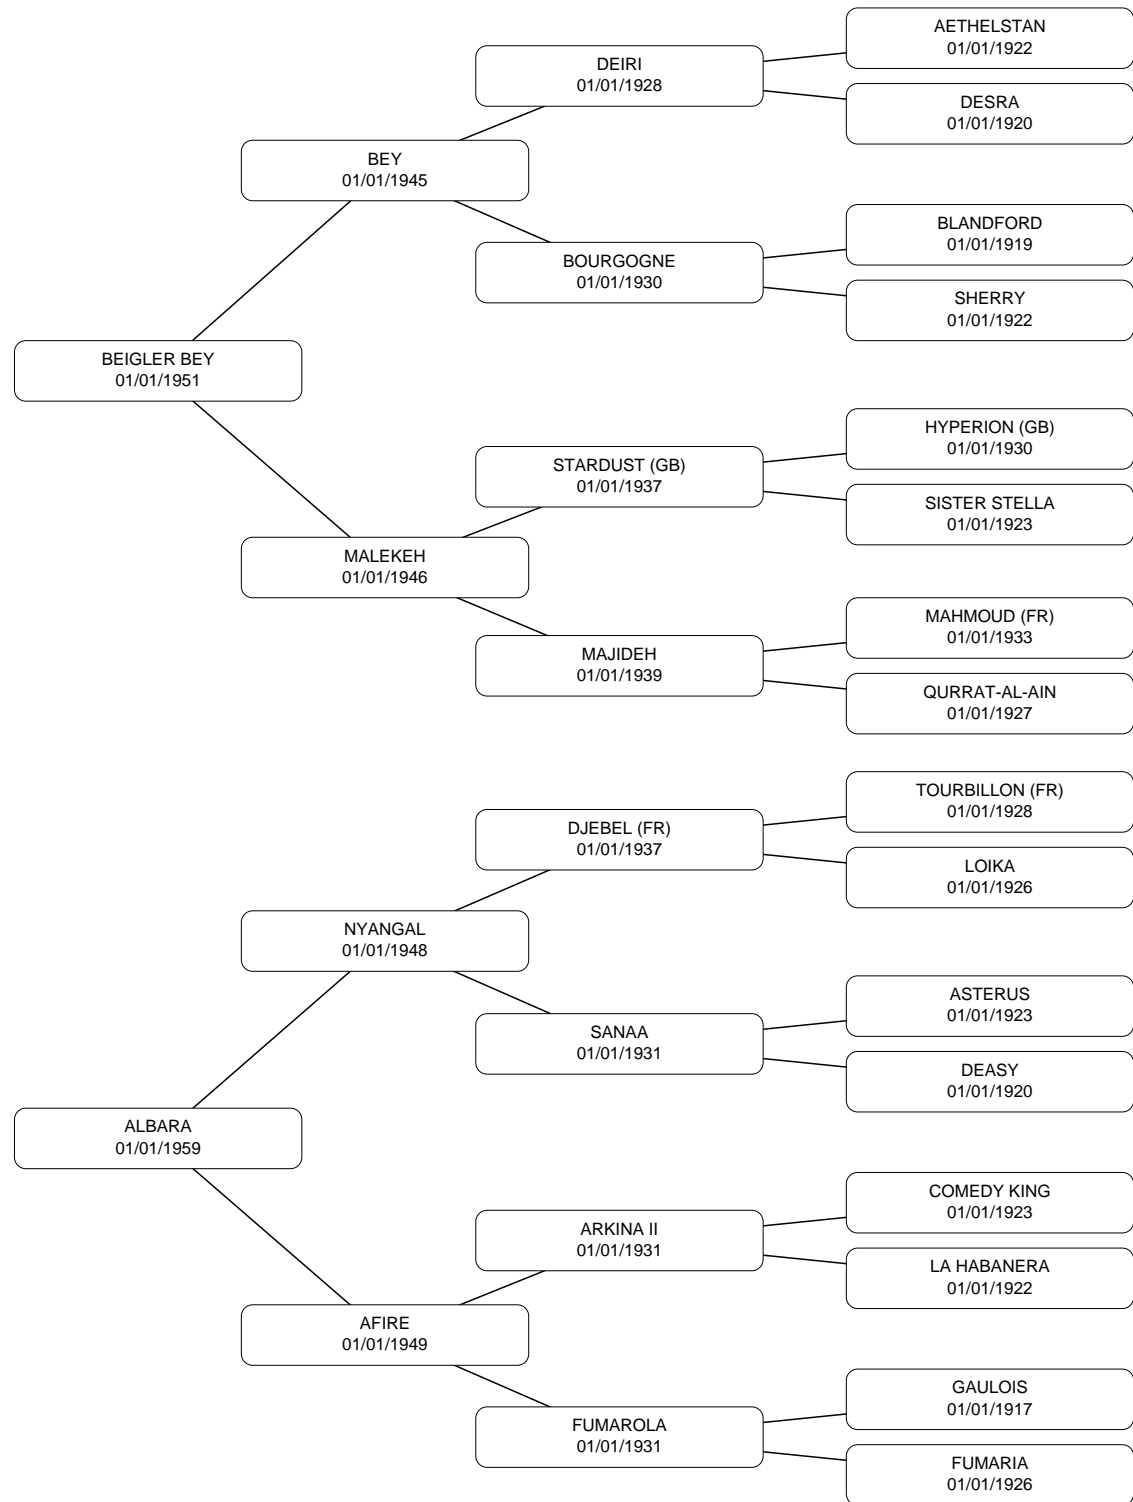 AETHELSTAN
01/01/1922
DEIRI
01/01/1928
DESRA
01/01/1920
BEY
01/01/1945
BLANDFORD
01/01/1919
BOURGOGNE
01/01/1930
SHERRY
01/01/1922
BEIGLER BEY
01/01/1951
HYPERION (GB)
01/01/1930
STARDUST (GB)
01/01/1937
SISTER STELLA
01/01/1923
MALEKEH
01/01/1946
MAHMOUD (FR)
01/01/1933
MAJIDEH
01/01/1939
QURRAT-AL-AIN
01/01/1927
TOURBILLON (FR)
01/01/1928
DJEBEL (FR)
01/01/1937
LOIKA
01/01/1926
NYANGAL
01/01/1948
ASTERUS
01/01/1923
SANAA
01/01/1931
DEASY
01/01/1920
ALBARA
01/01/1959
COMEDY KING
01/01/1923
ARKINA II
01/01/1931
LA HABANERA
01/01/1922
AFIRE
01/01/1949
GAULOIS
01/01/1917
FUMAROLA
01/01/1931
FUMARIA
01/01/1926